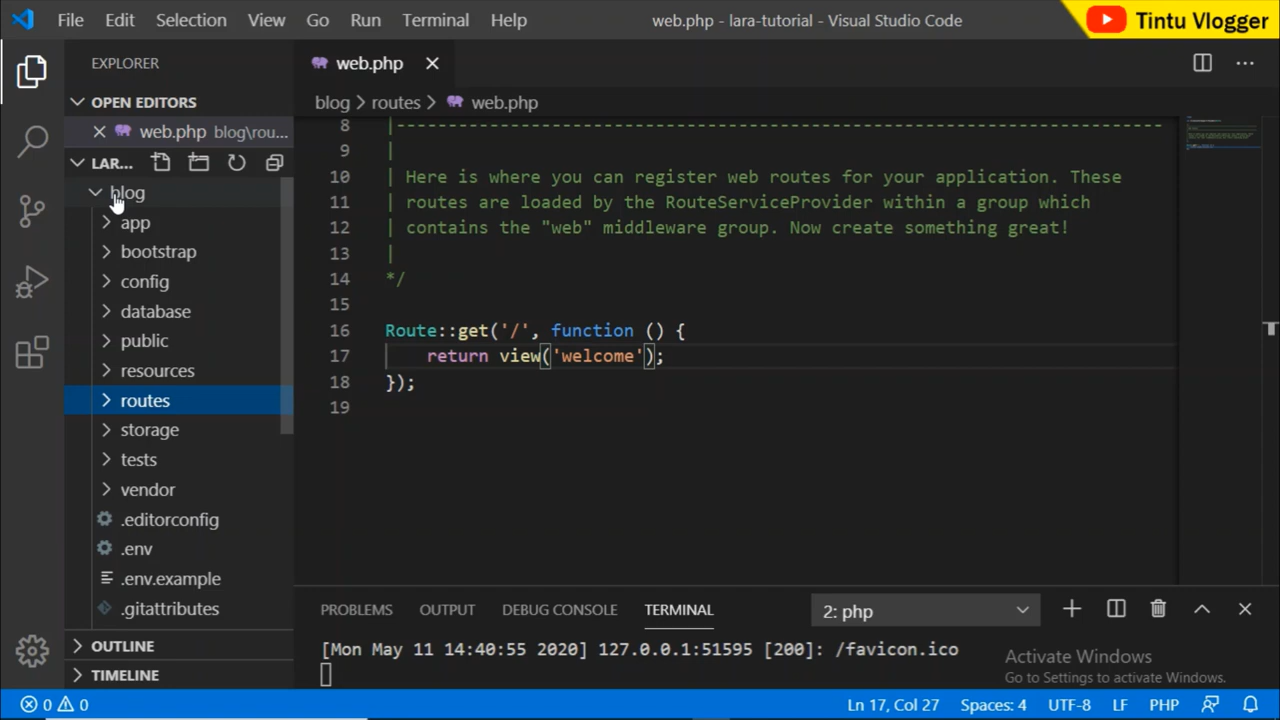 File Edit Selection View Go Run Terminal Help web.php - lara-tutorial - Visual Studio Code
Tintu Vlogger
EXPLORER
OPEN EDITORS
web.php blog\rou...
LAR...
blog
app
bootstrap
config
database
public
resources
routes
storage
tests
vendor
.editorconfig
.env
.env.example
.gitattributes
OUTLINE
TIMELINE
web.php
blog > routes > web.php
8 |--------------------------------------------------------------------------
9 |
10 | Here is where you can register web routes for your application. These
11 | routes are loaded by the RouteServiceProvider within a group which
12 | contains the "web" middleware group. Now create something great!
13 |
14 */
15
16 Route::get('/', function () {
17 return view('welcome');
18 });
19
PROBLEMS OUTPUT DEBUG CONSOLE TERMINAL 2: php
[Mon May 11 14:40:55 2020] 127.0.0.1:51595 [200]: /favicon.ico
Activate Windows
Go to Settings to activate Windows.
0 0 Ln 17, Col 27 Spaces: 4 UTF-8 LF PHP